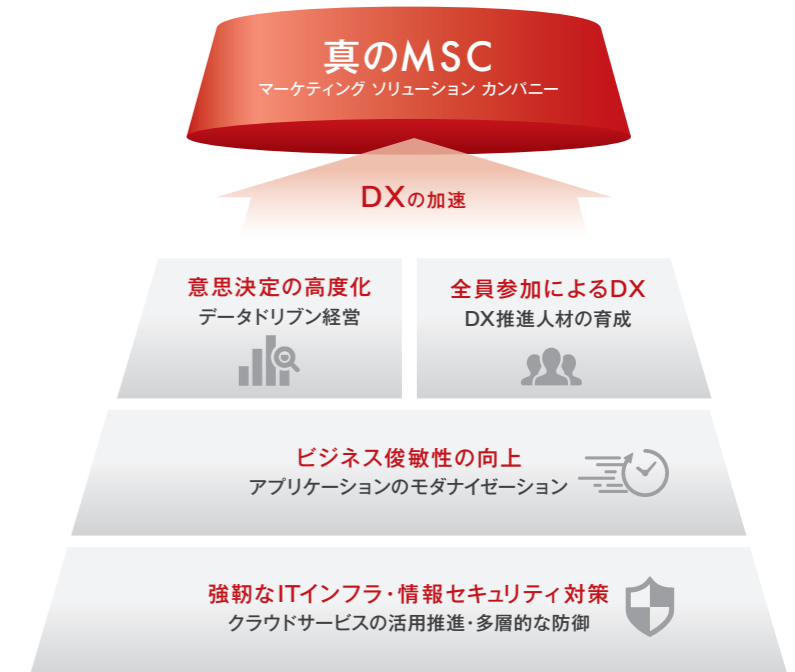 真のMSC
マーケティング ソリューション カンパニー
DXの加速
意思決定の高度化
データドリブン経営
全員参加によるDX
DX推進人材の育成
ビジネス俊敏性の向上
アプリケーションのモダナイゼーション
強靭なITインフラ・情報セキュリティ対策
クラウドサービスの活用推進・多層的な防御